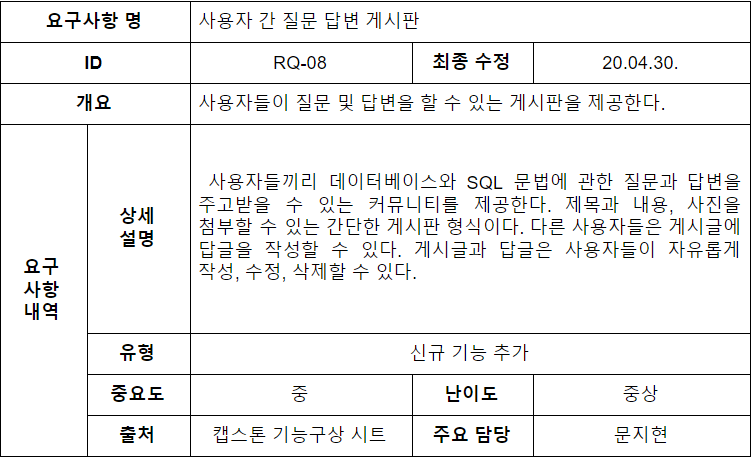 요구사항 명 사용자 간 질문 답변 게시판
ID RQ-08 최종 수정 20.04.30.
개요 사용자들이 질문 및 답변을 할 수 있는 게시판을 제공한다.
요구
사항
내역
상세
설명
사용자들끼리 데이터베이스와 SQL 문법에 관한 질문과 답변을
주고받을 수 있는 커뮤니티를 제공한다. 제목과 내용, 사진을
첨부할 수 있는 간단한 게시판 형식이다. 다른 사용자들은 게시글에
답글을 작성할 수 있다. 게시글과 답글은 사용자들이 자유롭게
작성, 수정, 삭제할 수 있다.
유형 신규 기능 추가
중요도 중 난이도 중상
출처 캡스톤 기능구상 시트 주요 담당 문지현